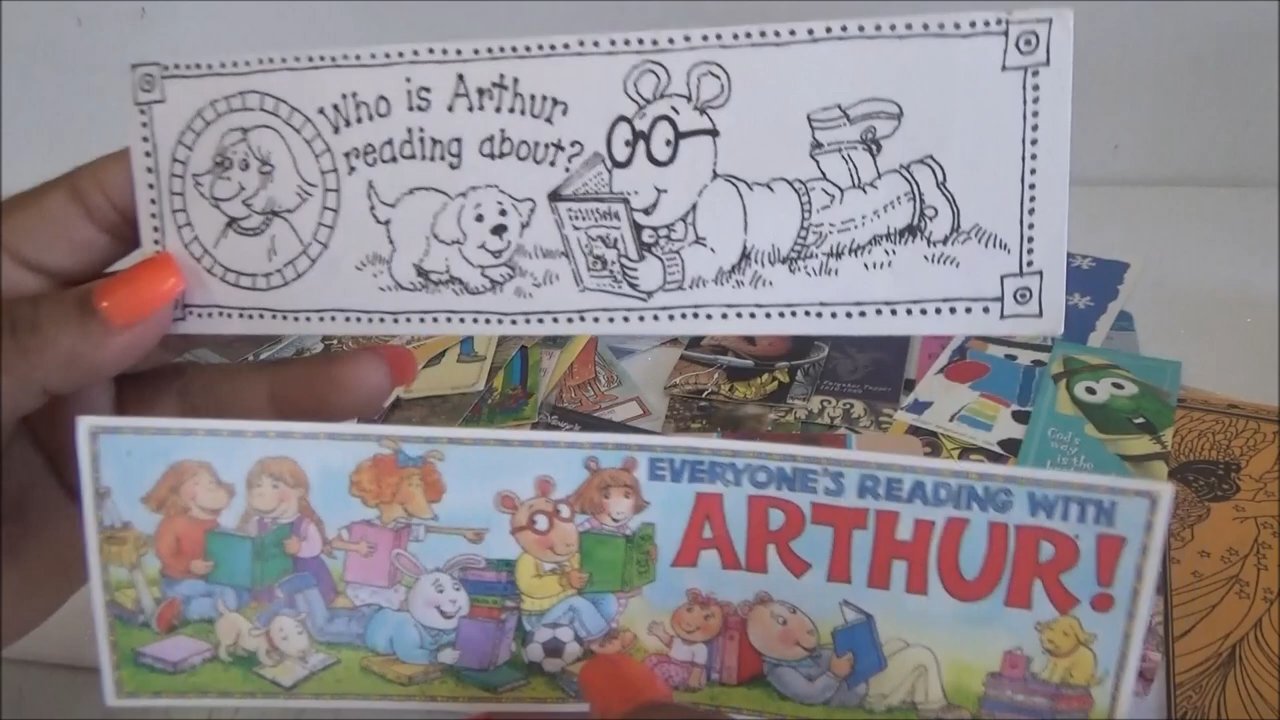 Who is Arthur
reading about?
EVERYONE'S READING WITH
ARTHUR!
God's
way
is the